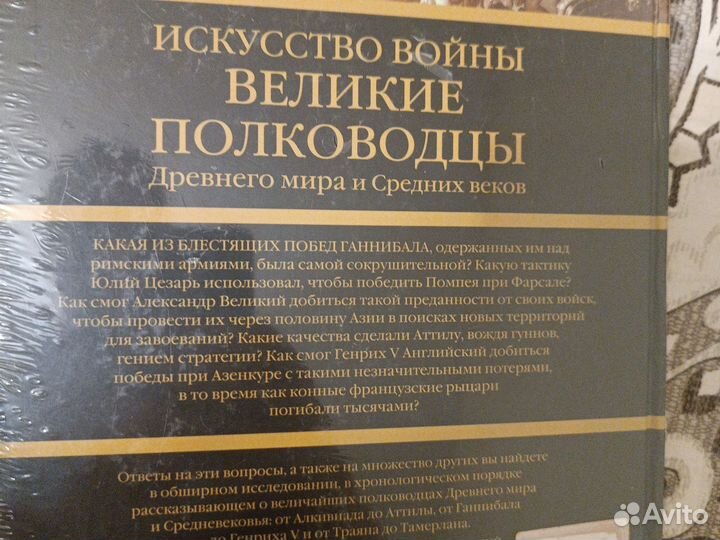 ИСКУССТВО ВОЙНЫ
ВЕЛИКИЕ
ПОЛКОВОДЦЫ
Древнего мира и Средних веков
КАКАЯ ИЗ БЛЕСТЯЩИХ ПОБЕД ГАННИБАЛА, одержанных им над
римскими армиями, была самой сокрушительной? Какую тактику
Юлий Цезарь использовал, чтобы победить Помпея при Фарсале?
Как смог Александр Великий добиться такой преданности от своих войск,
чтобы провести их через половину Азии в поисках новых территорий
для завоеваний? Какие качества сделали Аттилу, вождя гуннов,
гением стратегии? Как смог Генрих V Английский добиться
победы при Азенкуре с такими незначительными потерями,
в то время как конные французские рыцари
погибали тысячами?
Ответы на эти вопросы, а также на множество других вы найдете
в обширном исследовании, в хронологическом порядке
рассказывающем о величайших полководцах Древнего мира
и Средневековья: от Алкивиада до Аттилы, от Ганнибала
до Генриха V и от Траяна до Тамерлана.
Avito